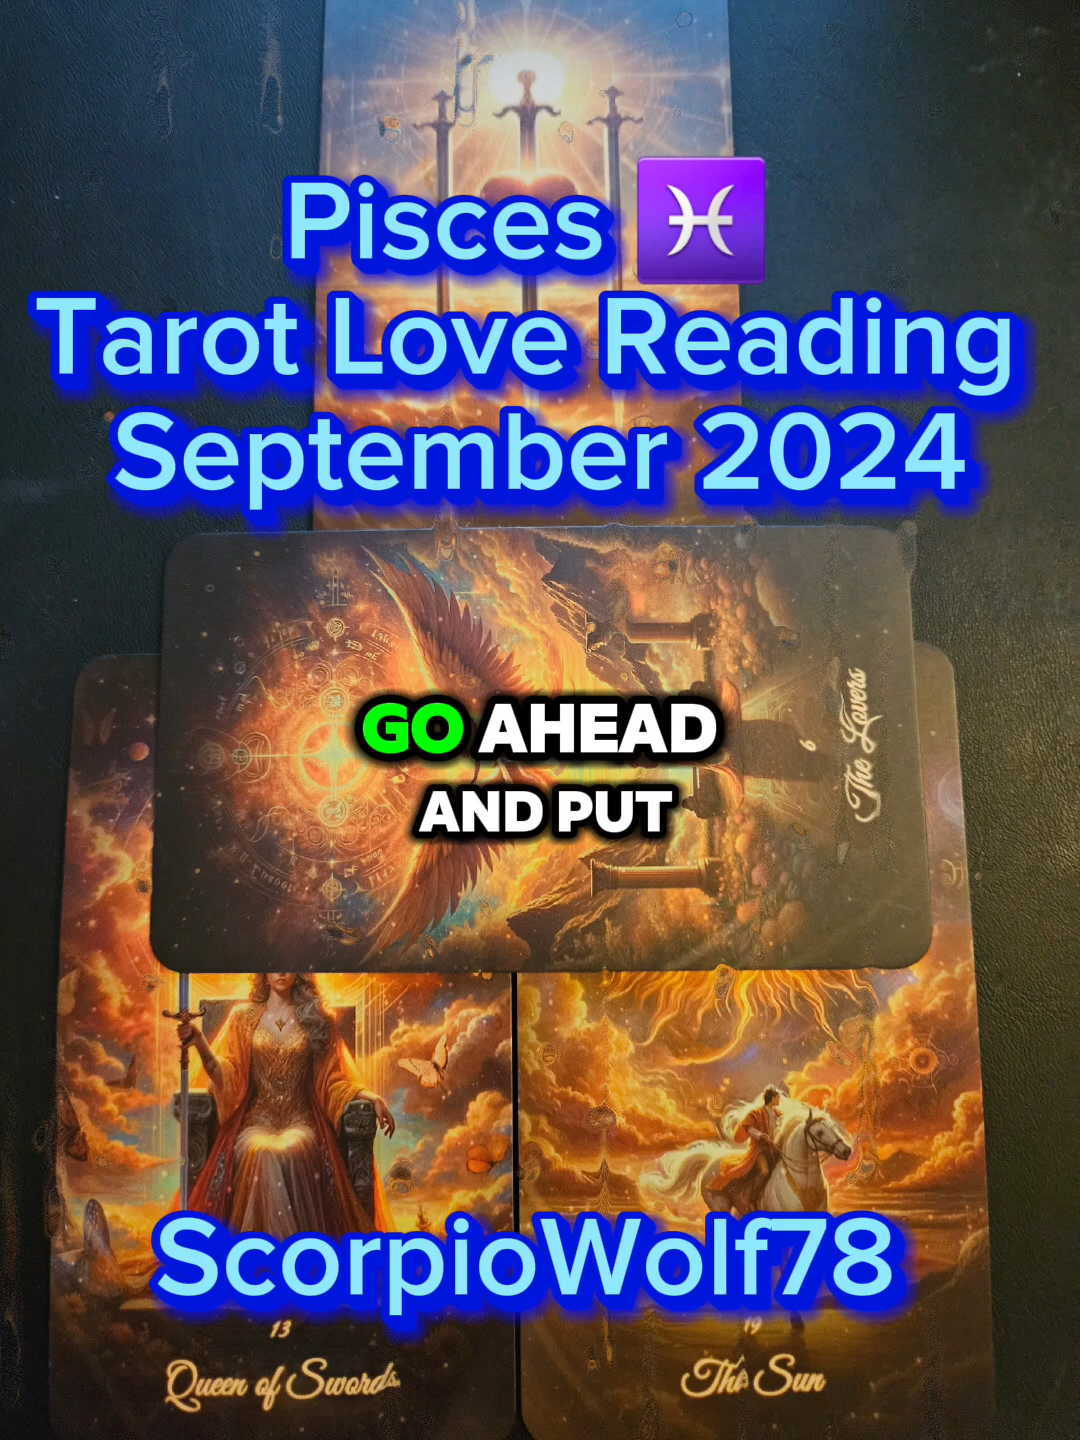 Pisces ♓
Tarot Love Reading
September 2024
6
The Lovers
GO AHEAD
AND PUT
ScorpioWolf78
13
Queen of Swords
19
The Sun